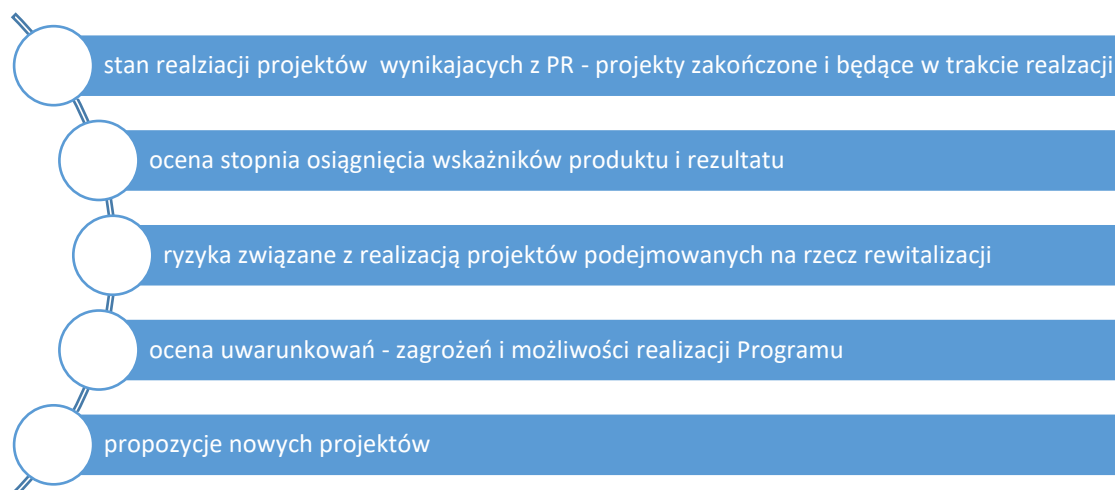 stan realziacji projektów wynikajacych z PR - projekty zakończone i będące w trakcie realzacji
ocena stopnia osiągnięcia wskażników produktu i rezultatu
ryzyka związane z realizacją projektów podejmowanych na rzecz rewitalizacji
ocena uwarunkowań - zagrożeń i możliwości realizacji Programu
propozycje nowych projektów